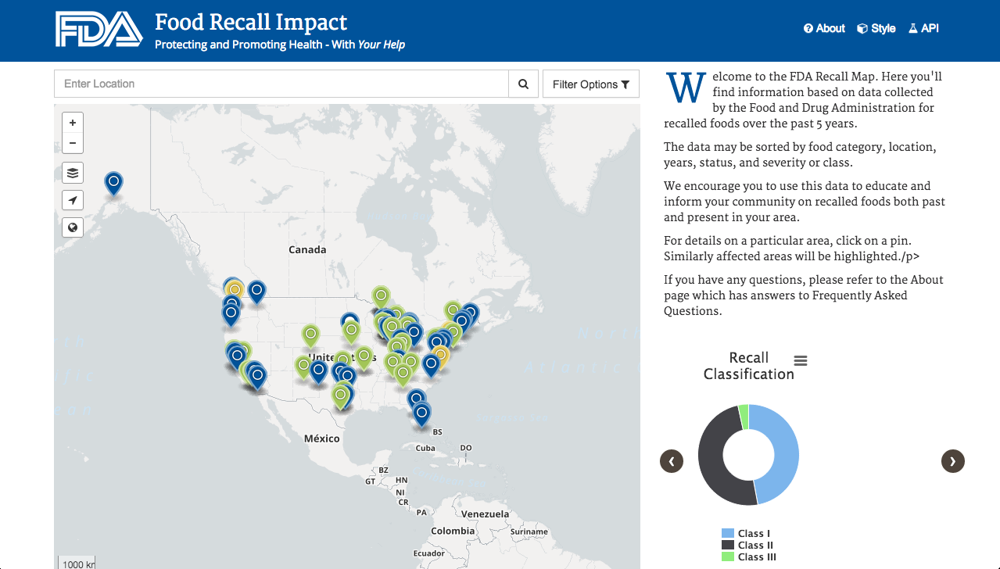 FDA
Food Recall Impact
Protecting and Promoting Health - With Your Help
About
Style
API
Enter Location
Filter Options
Welcome to the FDA Recall Map. Here you'll
find information based on data collected
by the Food and Drug Administration for
recalled foods over the past 5 years.
The data may be sorted by food category, location,
years, status, and severity or class.
We encourage you to use this data to educate and
inform your community on recalled foods both past
and present in your area.
For details on a particular area, click on a pin.
Similarly affected areas will be highlighted./p>
If you have any questions, please refer to the About
page which has answers to Frequently Asked
Questions.
+
−
Canada
México
BS
Cuba
DO
BZ
GT
HN
NI
CR
PA
Venezuela
Colombia
Suriname
Ecuador
1000 km
Recall
Classification
Class I
Class II
Class III